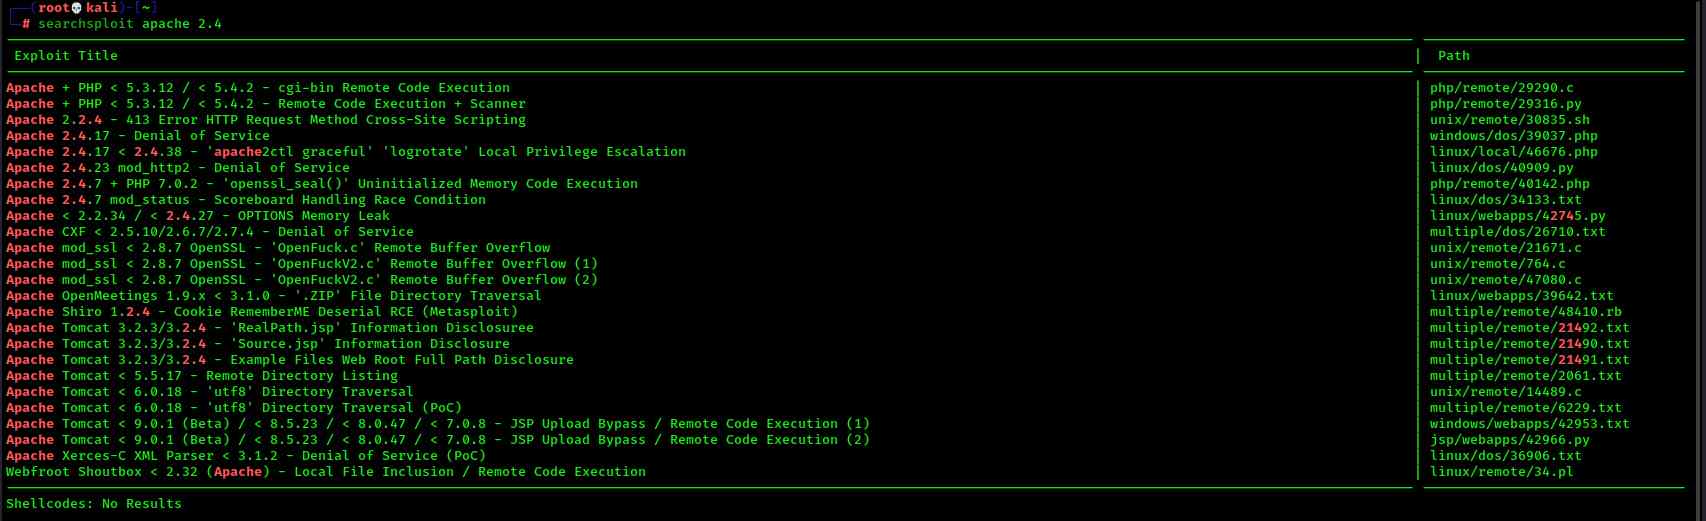 (root💀kali)-[~]
# searchsploit apache 2.4
Exploit Title | Path
Apache + PHP < 5.3.12 / < 5.4.2 - cgi-bin Remote Code Execution | php/remote/29290.c
Apache + PHP < 5.3.12 / < 5.4.2 - Remote Code Execution + Scanner | php/remote/29316.py
Apache 2.2.4 - 413 Error HTTP Request Method Cross-Site Scripting | unix/remote/30835.sh
Apache 2.4.17 - Denial of Service | windows/dos/39037.php
Apache 2.4.17 < 2.4.38 - 'apache2ctl graceful' 'logrotate' Local Privilege Escalation | linux/local/46676.php
Apache 2.4.23 mod_http2 - Denial of Service | linux/dos/40909.py
Apache 2.4.7 + PHP 7.0.2 - 'openssl_seal()' Uninitialized Memory Code Execution | php/remote/40142.php
Apache 2.4.7 mod_status - Scoreboard Handling Race Condition | linux/dos/34133.txt
Apache < 2.2.34 / < 2.4.27 - OPTIONS Memory Leak | linux/webapps/42745.py
Apache CXF < 2.5.10/2.6.7/2.7.4 - Denial of Service | multiple/dos/26710.txt
Apache mod_ssl < 2.8.7 OpenSSL - 'OpenFuck.c' Remote Buffer Overflow | unix/remote/21671.c
Apache mod_ssl < 2.8.7 OpenSSL - 'OpenFuckV2.c' Remote Buffer Overflow (1) | unix/remote/764.c
Apache mod_ssl < 2.8.7 OpenSSL - 'OpenFuckV2.c' Remote Buffer Overflow (2) | unix/remote/47080.c
Apache OpenMeetings 1.9.x < 3.1.0 - '.ZIP' File Directory Traversal | linux/webapps/39642.txt
Apache Shiro 1.2.4 - Cookie RememberME Deserial RCE (Metasploit) | multiple/remote/48410.rb
Apache Tomcat 3.2.3/3.2.4 - 'RealPath.jsp' Information Disclosuree | multiple/remote/21492.txt
Apache Tomcat 3.2.3/3.2.4 - 'Source.jsp' Information Disclosure | multiple/remote/21490.txt
Apache Tomcat 3.2.3/3.2.4 - Example Files Web Root Full Path Disclosure | multiple/remote/21491.txt
Apache Tomcat < 5.5.17 - Remote Directory Listing | multiple/remote/2061.txt
Apache Tomcat < 6.0.18 - 'utf8' Directory Traversal | unix/remote/14489.c
Apache Tomcat < 6.0.18 - 'utf8' Directory Traversal (PoC) | multiple/remote/6229.txt
Apache Tomcat < 9.0.1 (Beta) / < 8.5.23 / < 8.0.47 / < 7.0.8 - JSP Upload Bypass / Remote Code Execution (1) | windows/webapps/42953.txt
Apache Tomcat < 9.0.1 (Beta) / < 8.5.23 / < 8.0.47 / < 7.0.8 - JSP Upload Bypass / Remote Code Execution (2) | jsp/webapps/42966.py
Apache Xerces-C XML Parser < 3.1.2 - Denial of Service (PoC) | linux/dos/36906.txt
Webfroot Shoutbox < 2.32 (Apache) - Local File Inclusion / Remote Code Execution | linux/remote/34.pl
Shellcodes: No Results